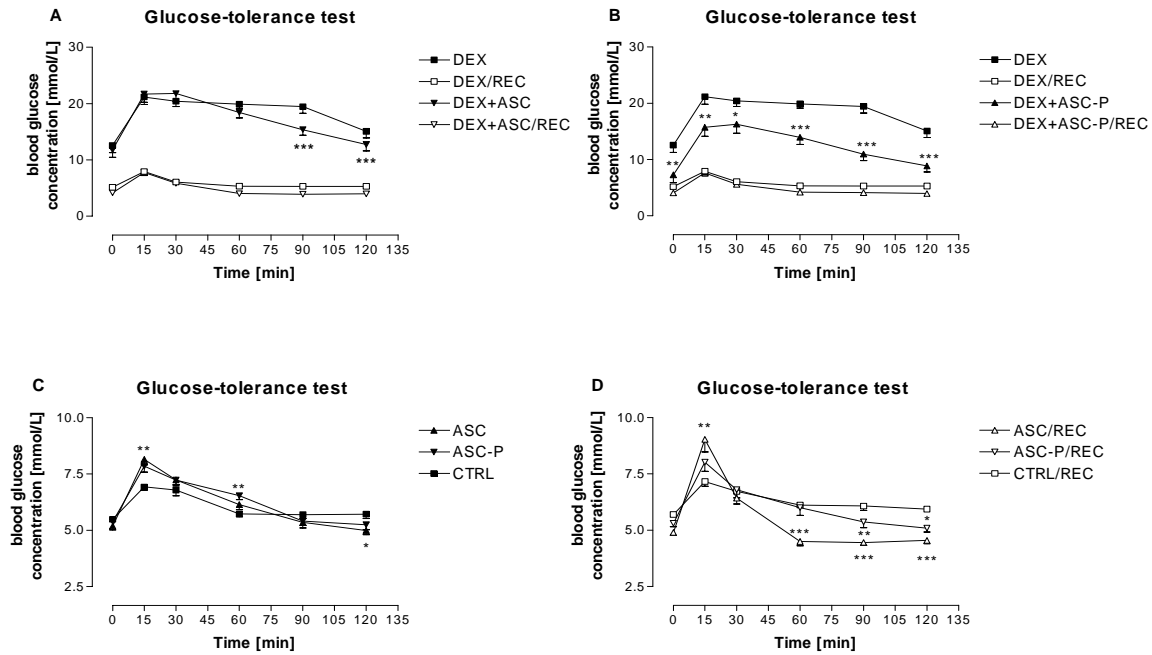 A
Glucose-tolerance test
blood glucose
concentration [mmol/L]
30
20
10
0
***
***
0 15 30 45 60 75 90 105 120 135
Time [min]
DEX
DEX/REC
DEX+ASC
DEX+ASC/REC
B
Glucose-tolerance test
blood glucose
concentration [mmol/L]
30
20
10
0
**
**
*
***
***
***
0 15 30 45 60 75 90 105 120 135
Time [min]
DEX
DEX/REC
DEX+ASC-P
DEX+ASC-P/REC
C
Glucose-tolerance test
blood glucose
concentration [mmol/L]
10.0
7.5
5.0
2.5
**
**
*
0 15 30 45 60 75 90 105 120 135
Time [min]
ASC
ASC-P
CTRL
D
Glucose-tolerance test
blood glucose
concentration [mmol/L]
10.0
7.5
5.0
2.5
**
***
**
***
*
***
0 15 30 45 60 75 90 105 120 135
Time [min]
ASC/REC
ASC-P/REC
CTRL/REC